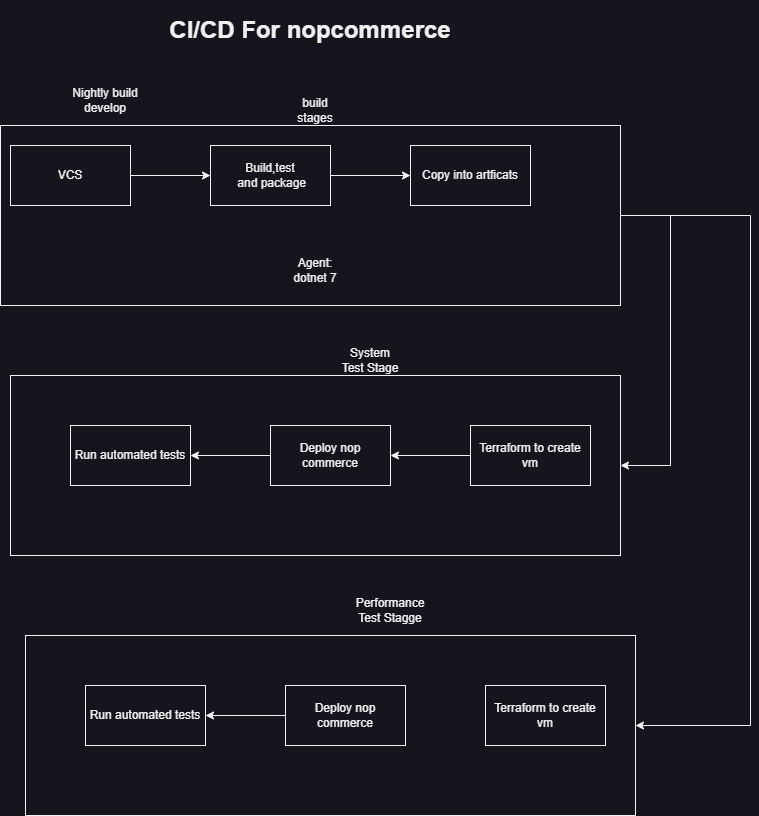 CI/CD For nopcommerce
Nightly build
develop
build
stages
VCS
Build,test
and package
Copy into artficats
Agent:
dotnet 7
System
Test Stage
Run automated tests
Deploy nop
commerce
Terraform to create
vm
Performance
Test Stagge
Run automated tests
Deploy nop
commerce
Terraform to create
vm